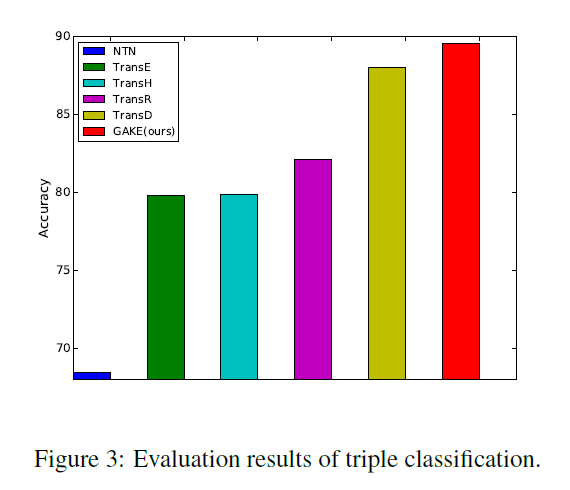 90
NTN
TransE
TransH
TransR
TransD
GAKE(ours)
85
80
75
70
Accuracy
Figure 3: Evaluation results of triple classification.